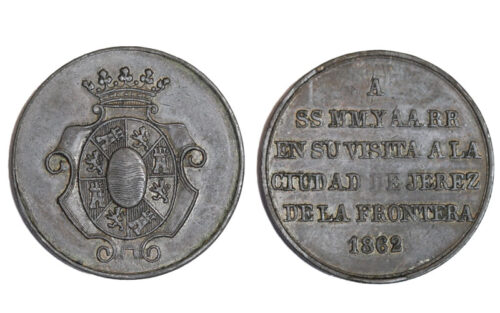 A
SS MM Y AA RR
EN SU VISITA A LA
CIUDAD DE JEREZ
DE LA FRONTERA
1862